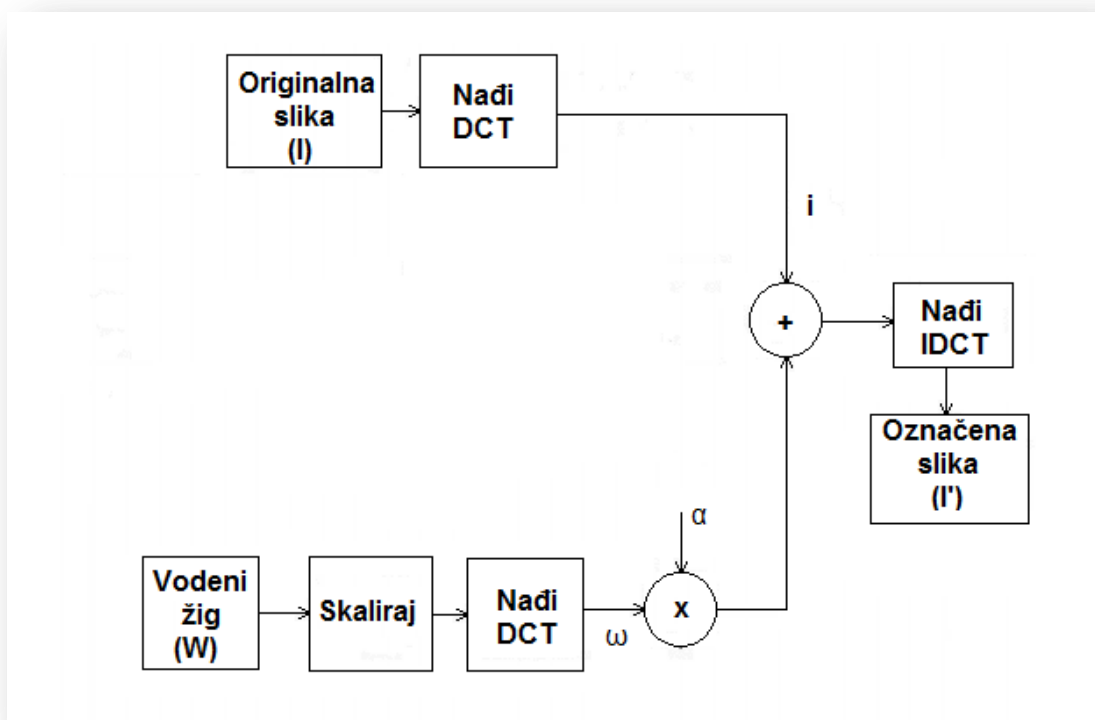 Originalna
slika
(I)
Nađi
DCT
i
+
Nađi
IDCT
Označena
slika
(I')
α
Vodeni
žig
(W)
Skaliraj
Nađi
DCT
ω
x